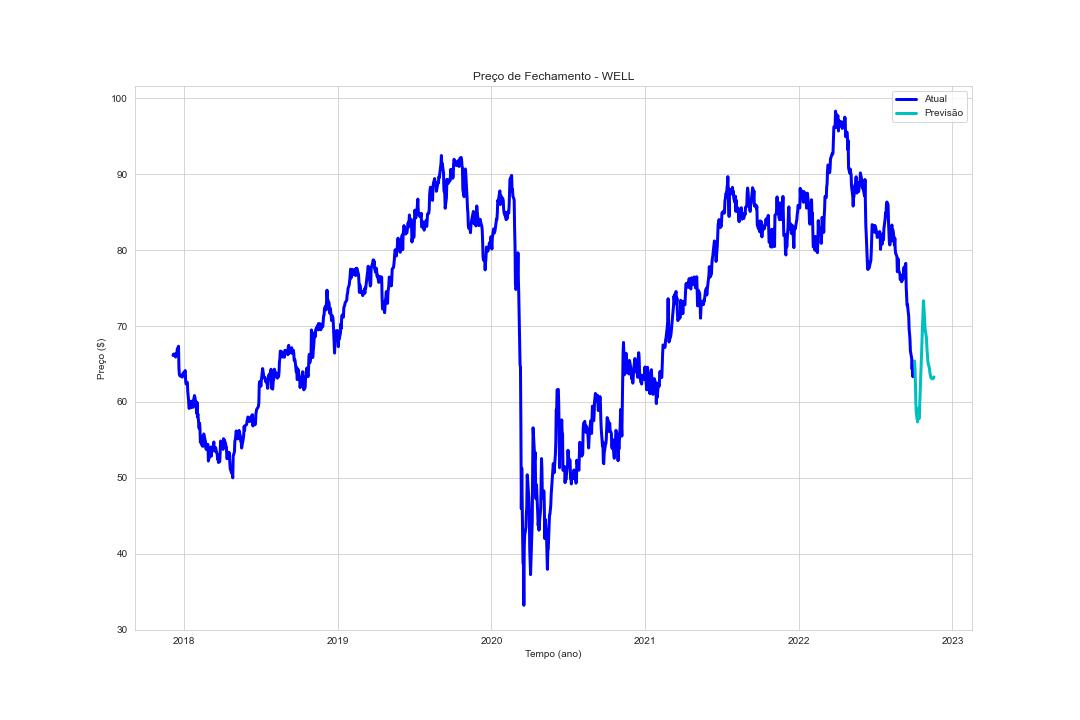 Preço de Fechamento - WELL
Atual
Previsão
Preço ($)
100
90
80
70
60
50
40
30
2018 2019 2020 2021 2022 2023
Tempo (ano)